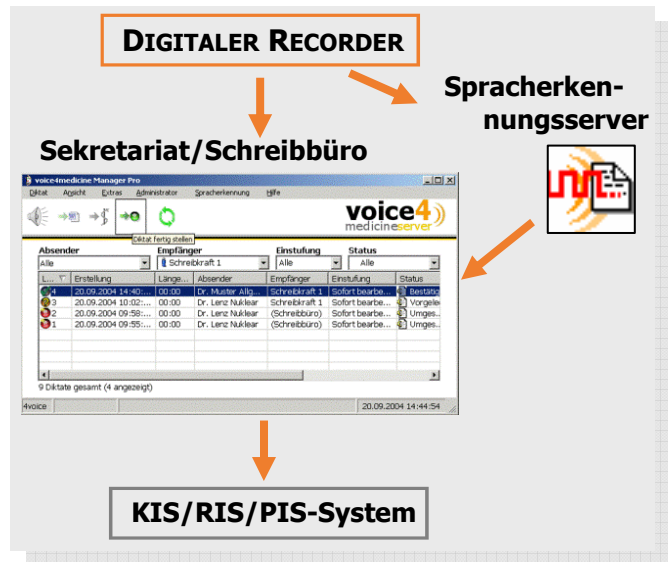 DIGITALER RECORDER
Spracherken-
nungsserver
Sekretariat/Schreibbüro
voice4medicine Manager Pro
Diktat Ansicht Extras Administrator Spracherkennung Hilfe
voice4
medicineserver
Diktat fertig stellen
Absender Empfänger Einstufung Status
Alle Schreibkraft 1 Alle Alle
L... Erstellung Länge... Absender Empfänger Einstufung Status
4 20.09.2004 14:40:... 00:00 Dr. Muster Allg... Schreibkraft 1 Sofort bearbe... Bestätig
3 20.09.2004 10:02:... 00:00 Dr. Lenz Nuklear Schreibkraft 1 Sofort bearbe... Vorgele
2 20.09.2004 09:58:... 00:00 Dr. Lenz Nuklear (Schreibbüro) Sofort bearbe... Umges..
1 20.09.2004 09:55:... 00:00 Dr. Lenz Nuklear (Schreibbüro) Sofort bearbe... Umges..
9 Diktate gesamt (4 angezeigt)
4voice 20.09.2004 14:44:54
KIS/RIS/PIS-System